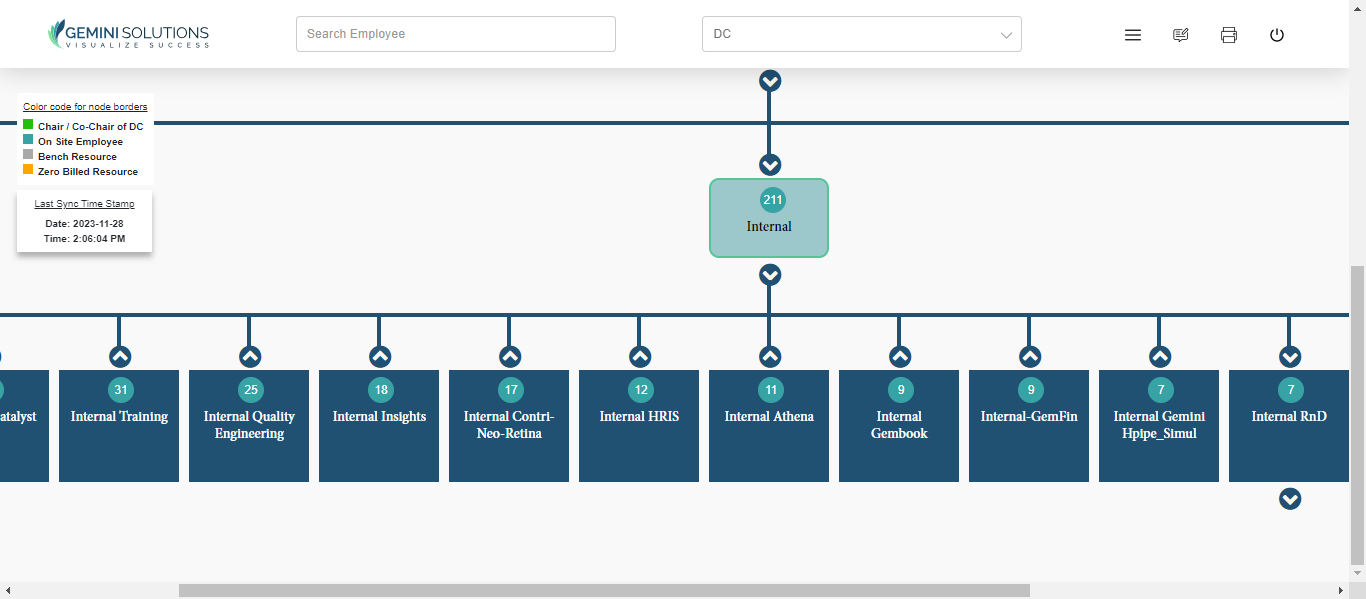 GEMINI SOLUTIONS
VISUALIZE SUCCESS
Search Employee
DC
Color code for node borders
Chair / Co-Chair of DC
On Site Employee
Bench Resource
Zero Billed Resource
Last Sync Time Stamp
Date: 2023-11-28
Time: 2:06:04 PM
211
Internal
atalyst
31
Internal Training
25
Internal Quality
Engineering
18
Internal Insights
17
Internal Contri-
Neo-Retina
12
Internal HRIS
11
Internal Athena
9
Internal
Gembook
9
Internal-GemFin
7
Internal Gemini
Hpipe_Simul
7
Internal RnD